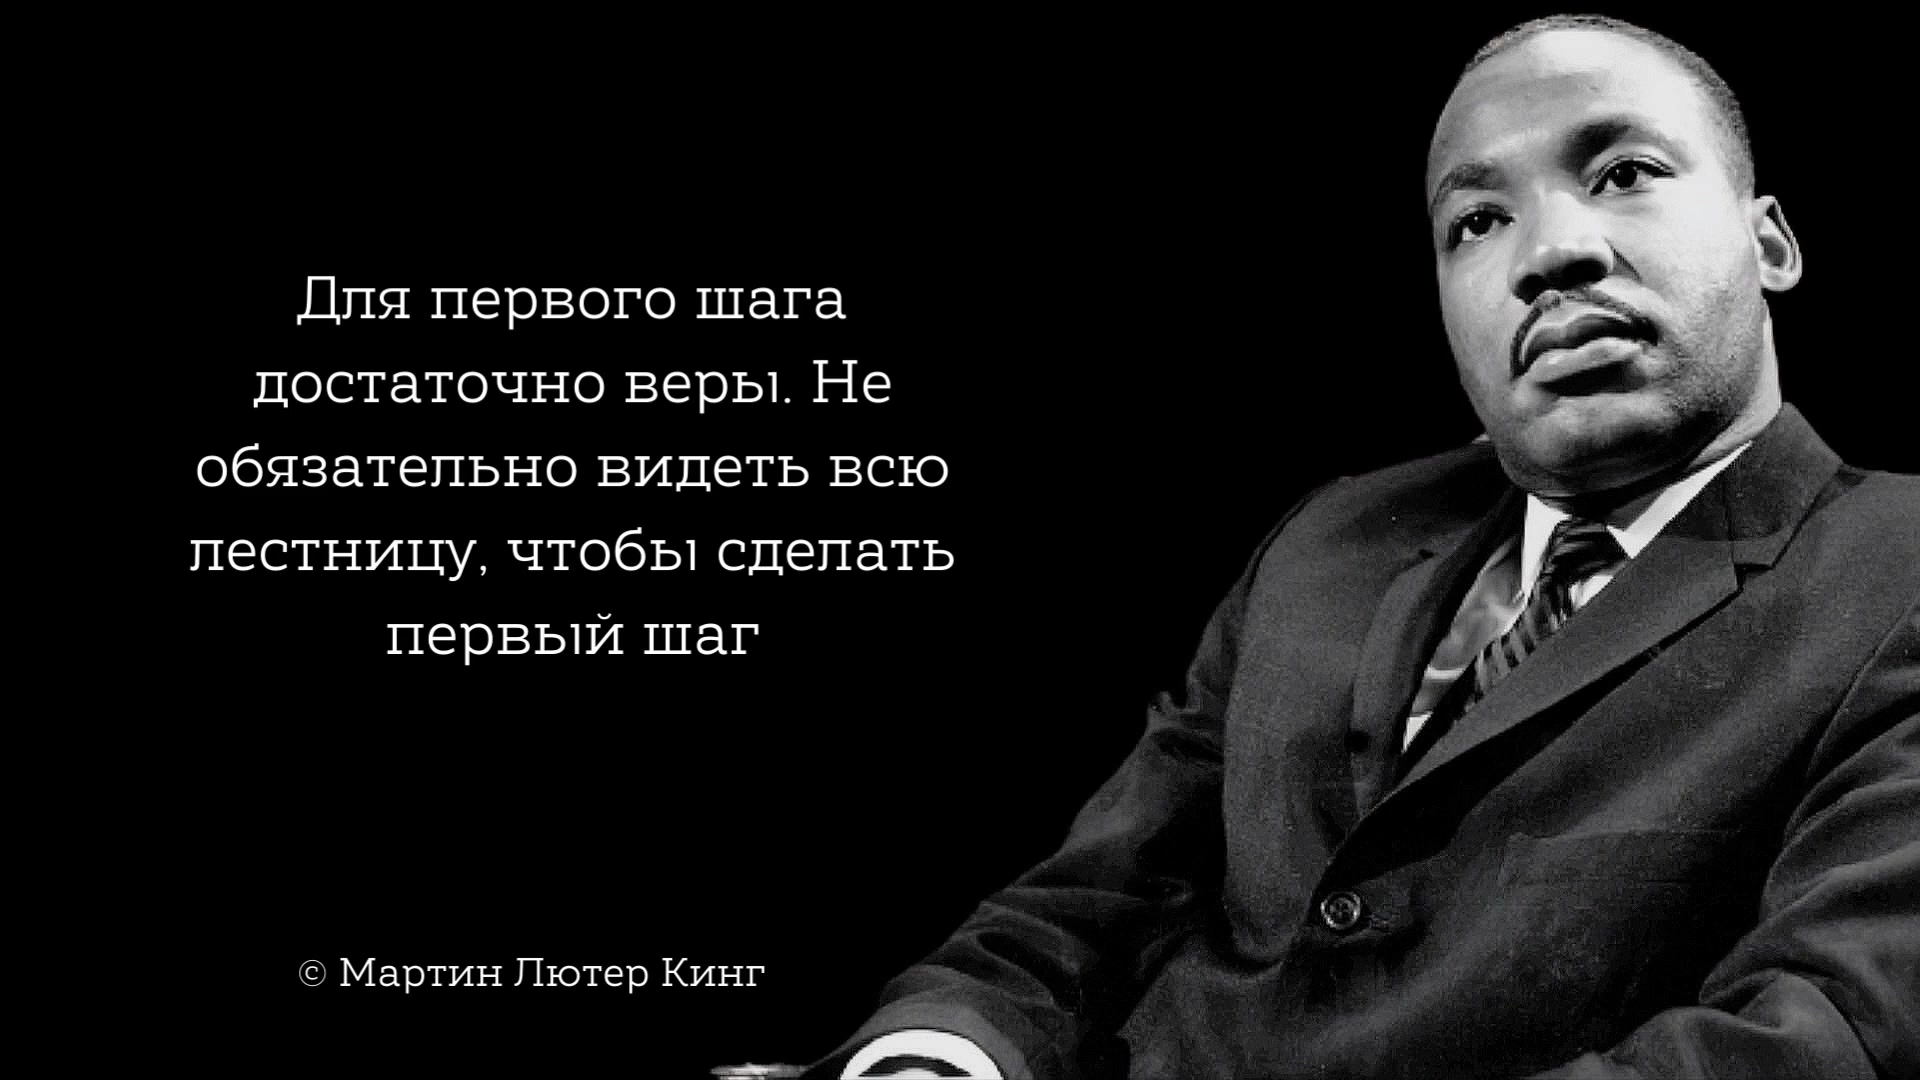 Для первого шага
достаточно веры. Не
обязательно видеть всю
лестницу, чтобы сделать
первый шаг
© Мартин Лютер Кинг